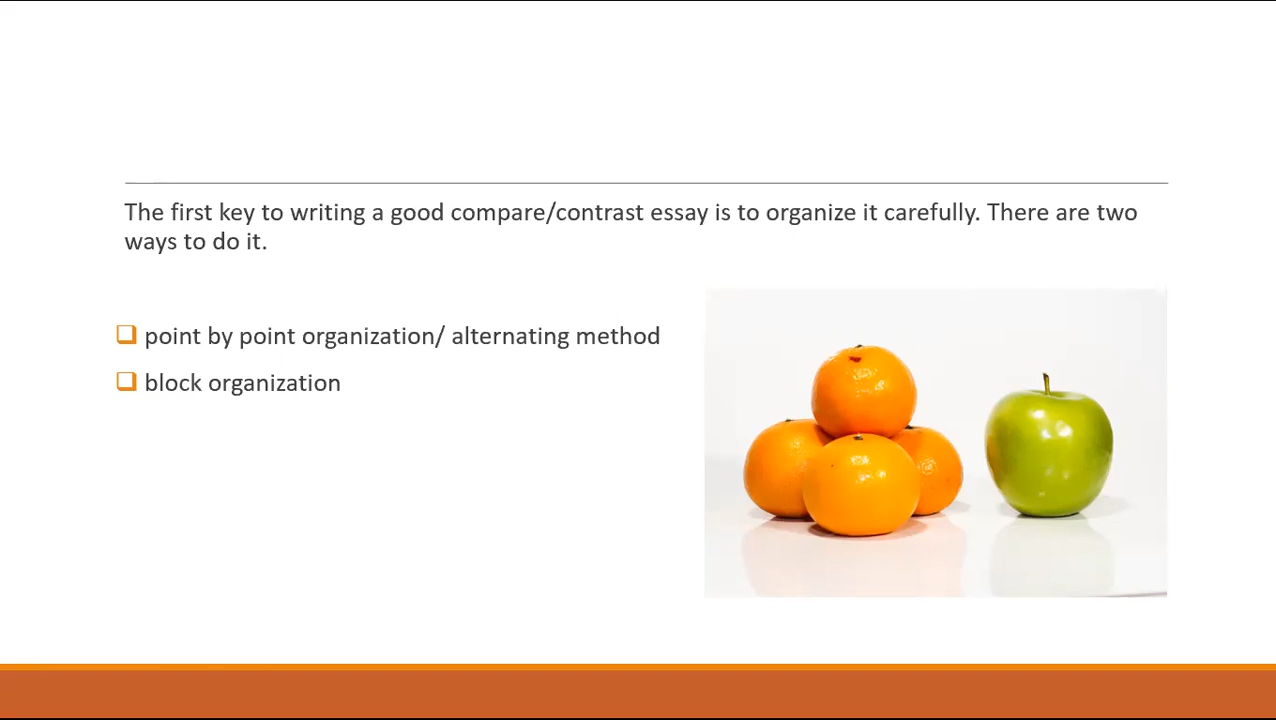 The first key to writing a good compare/contrast essay is to organize it carefully. There are two
ways to do it.
point by point organization/ alternating method
block organization